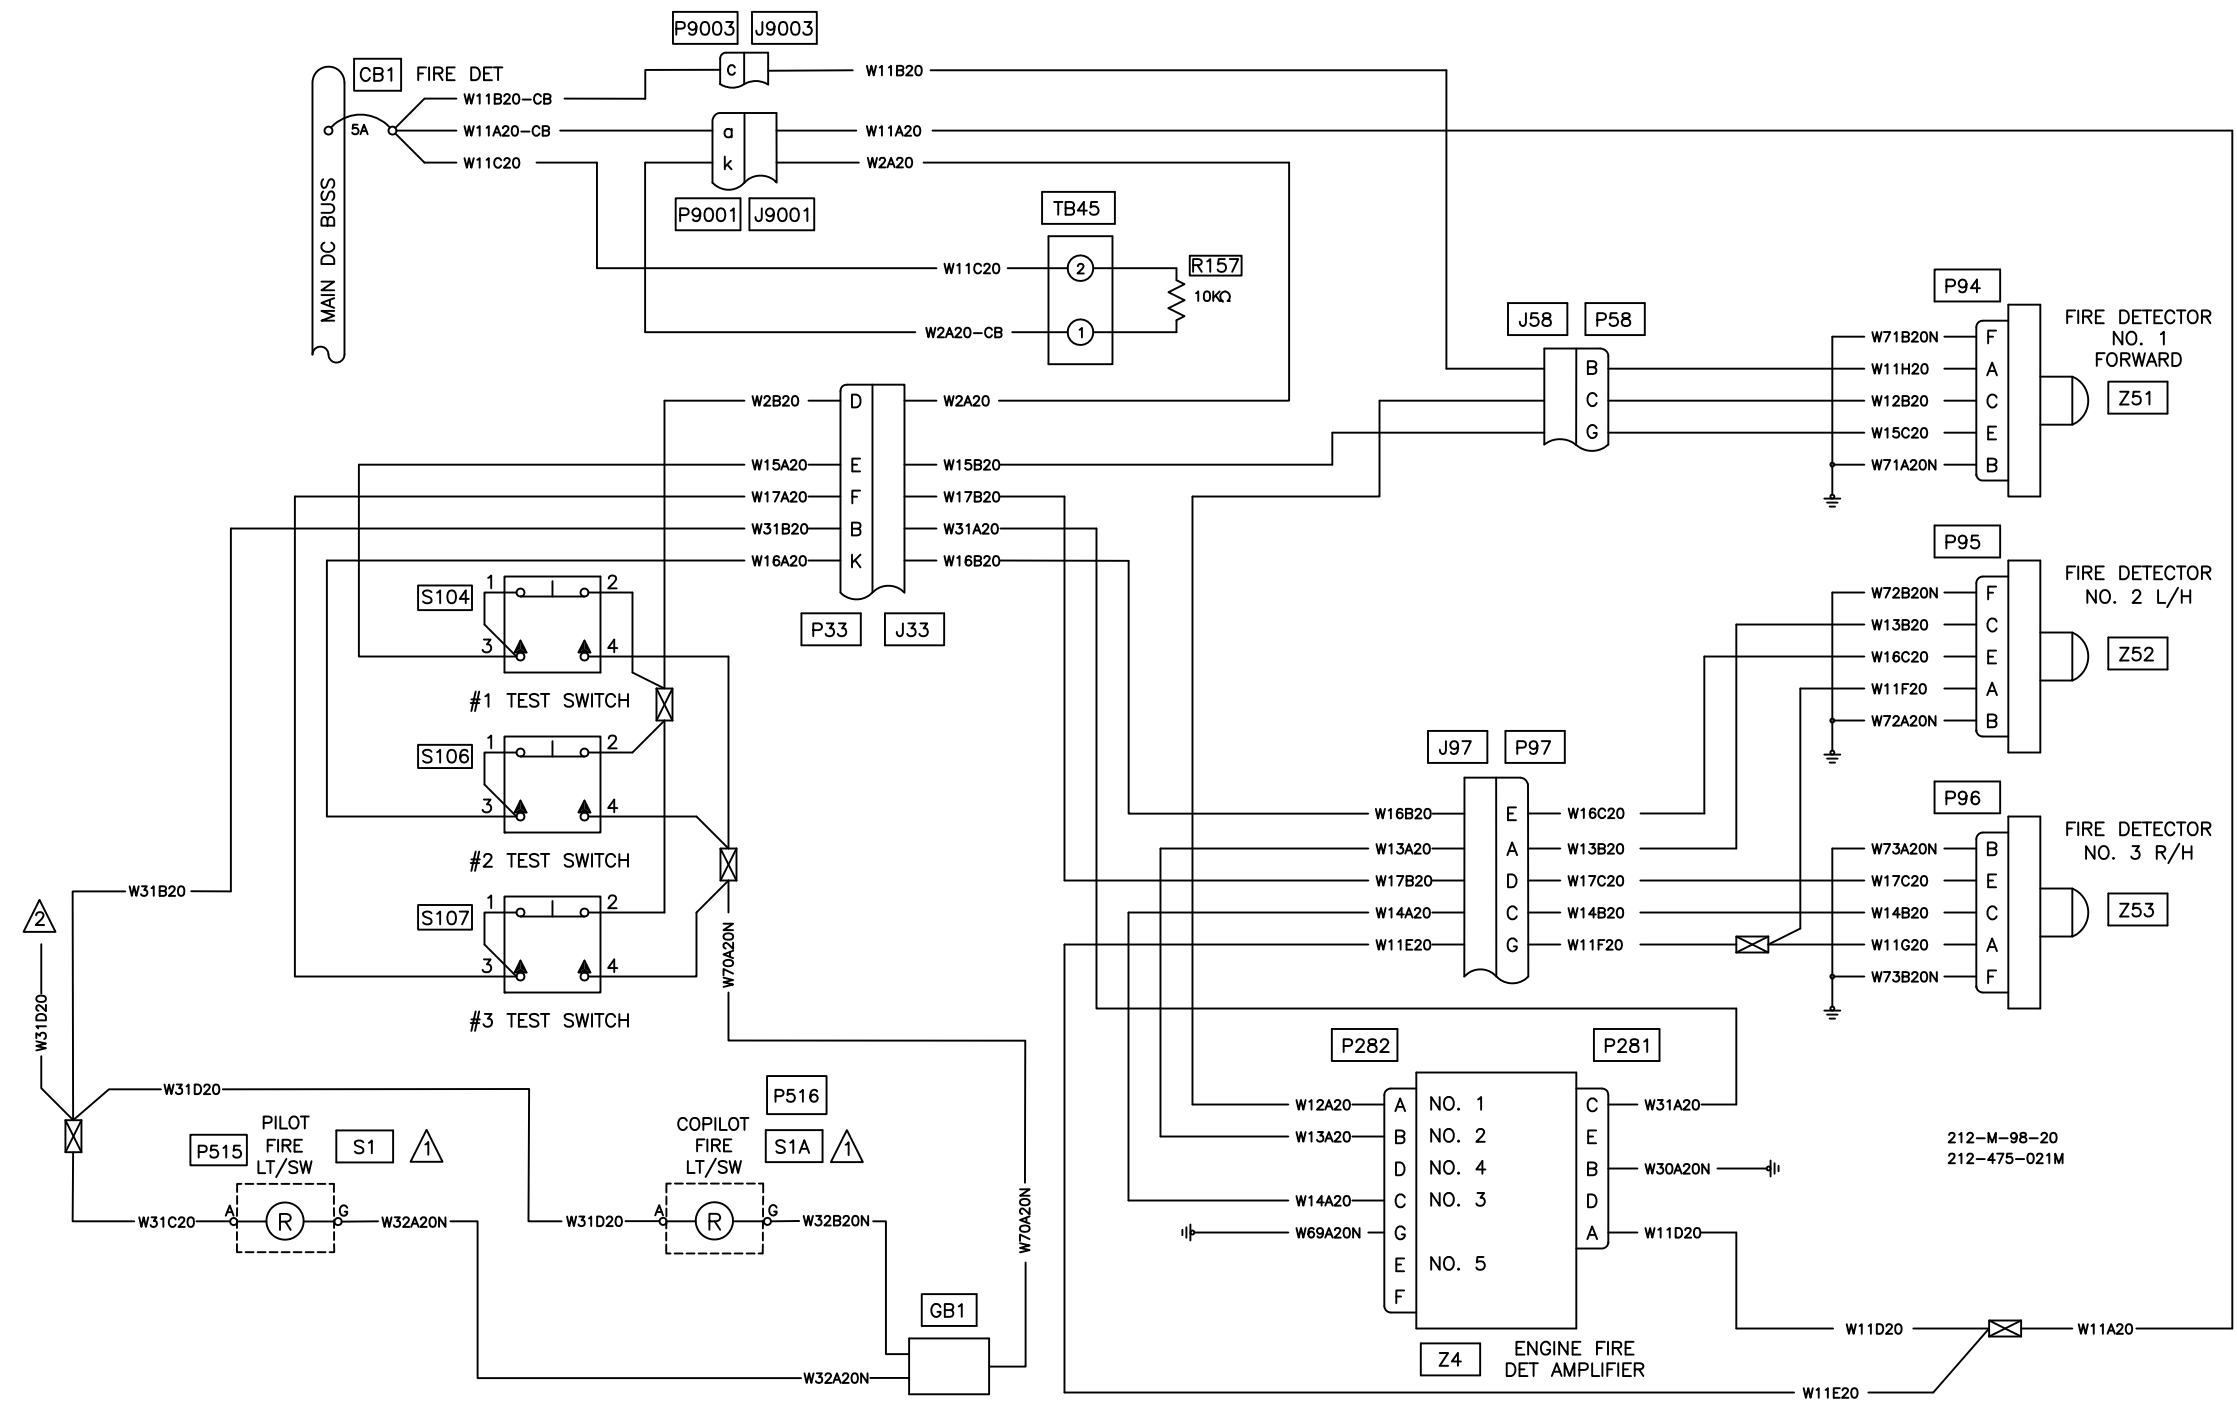 P9003 J9003
CB1 FIRE DET
c
W11B20
W11B20-CB
5A
W11A20-CB
a
W11A20
W11C20
k
W2A20
MAIN DC BUSS
P9001 J9001
TB45
W11C20
2
R157
10KΩ
W2A20-CB
1
J58 P58
P94
FIRE DETECTOR
NO. 1
FORWARD
Z51
W71B20N F
B W11H20 A
C W12B20 C
G W15C20 E
W71A20N B
W2B20 D W2A20
W15A20 E W15B20
W17A20 F W17B20
W31B20 B W31A20
W16A20 K W16B20
P33 J33
P95
FIRE DETECTOR
NO. 2 L/H
Z52
W72B20N F
W13B20 C
W16C20 E
W11F20 A
W72A20N B
S104
1 2
3 4
#1 TEST SWITCH
S106
1 2
3 4
#2 TEST SWITCH
S107
1 2
3 4
#3 TEST SWITCH
W70A20N
J97 P97
W16B20 E W16C20
W13A20 A W13B20
W17B20 D W17C20
W14A20 C W14B20
W11E20 G W11F20
P96
FIRE DETECTOR
NO. 3 R/H
Z53
W73A20N B
W17C20 E
W14B20 C
W11G20 A
W73B20N F
W31B20
2
W31D20
W31D20
PILOT
FIRE
LT/SW
P515
S1
1
W31C20 A R G W32A20N
P516
COPILOT
FIRE
LT/SW
S1A
1
W31D20 A R G W32B20N
W70A20N
GB1
W32A20N
P282 P281
W12A20 A NO. 1 C W31A20
W13A20 B NO. 2 E
D NO. 4 B W30A20N
W14A20 C NO. 3 D
W69A20N G A W11D20
E NO. 5
F
Z4
ENGINE FIRE
DET AMPLIFIER
212-M-98-20
212-475-021M
W11D20
W11A20
W11E20